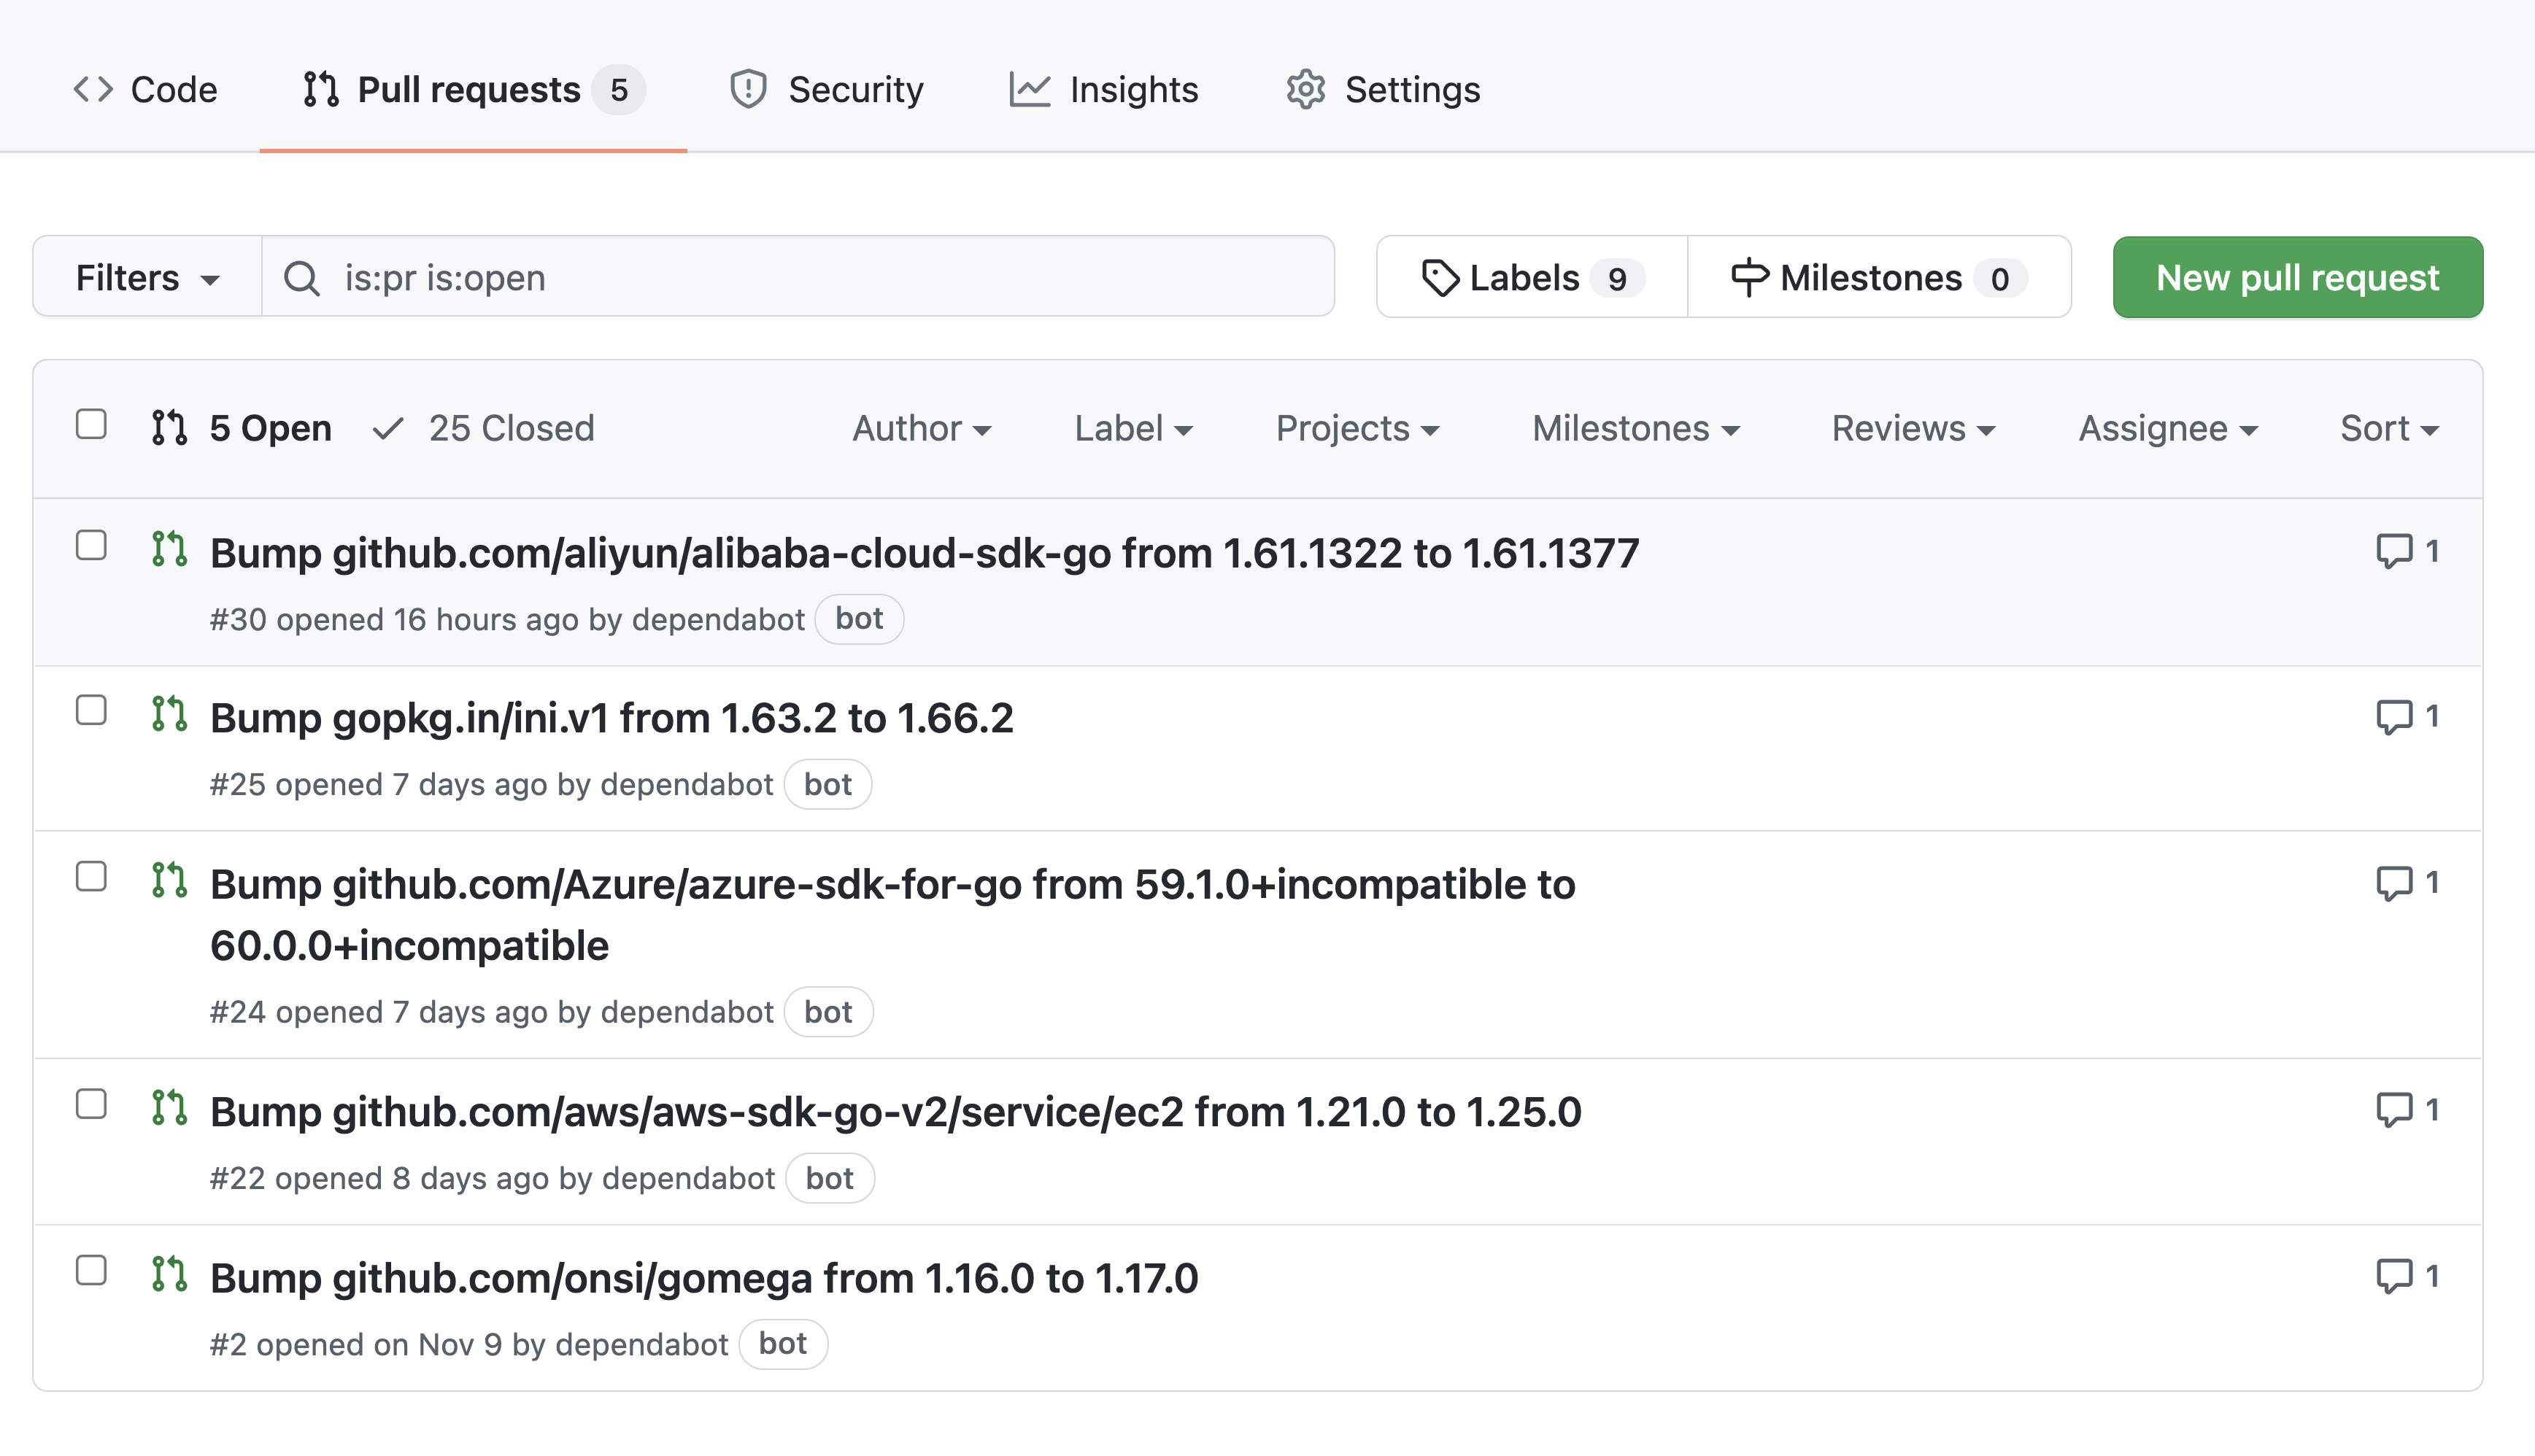 Code Pull requests 5 Security Insights Settings
Filters is:pr is:open Labels 9 Milestones 0 New pull request
5 Open 25 Closed Author Label Projects Milestones Reviews Assignee Sort
Bump github.com/aliyun/alibaba-cloud-sdk-go from 1.61.1322 to 1.61.1377 1
#30 opened 16 hours ago by dependabot bot
Bump gopkg.in/ini.v1 from 1.63.2 to 1.66.2 1
#25 opened 7 days ago by dependabot bot
Bump github.com/Azure/azure-sdk-for-go from 59.1.0+incompatible to 1
60.0.0+incompatible
#24 opened 7 days ago by dependabot bot
Bump github.com/aws/aws-sdk-go-v2/service/ec2 from 1.21.0 to 1.25.0 1
#22 opened 8 days ago by dependabot bot
Bump github.com/onsi/gomega from 1.16.0 to 1.17.0 1
#2 opened on Nov 9 by dependabot bot